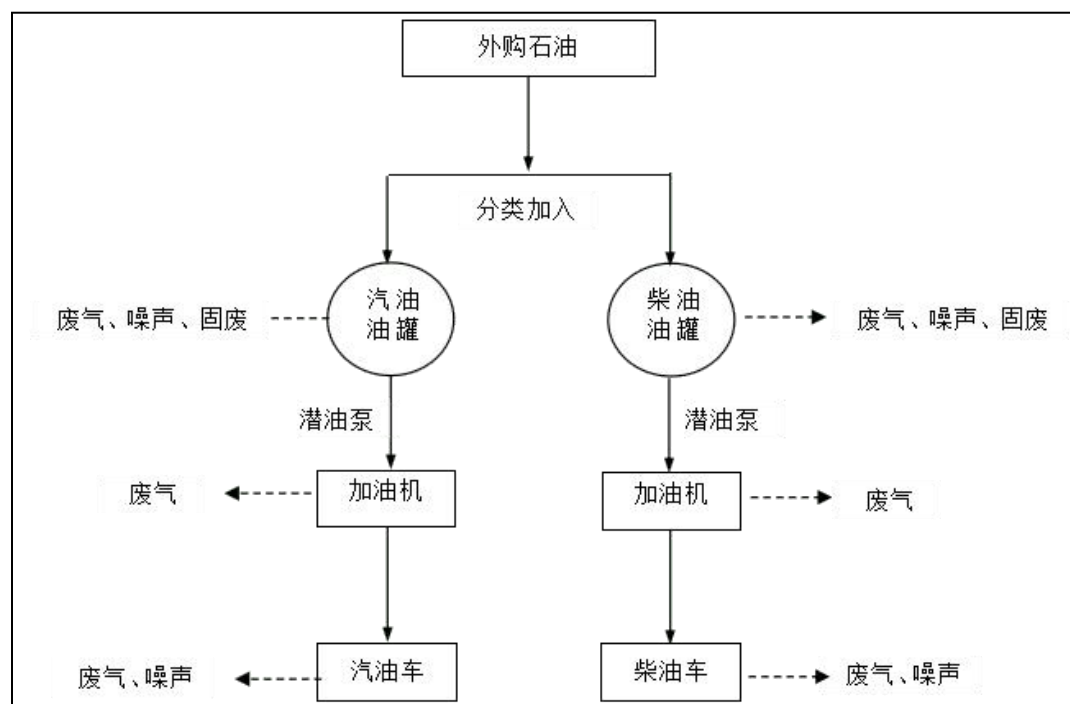 外购石油
分类加入
废气、噪声、固废
汽油
油罐
柴油
油罐
废气、噪声、固废
潜油泵
潜油泵
废气
加油机
加油机
废气
废气、噪声
汽油车
柴油车
废气、噪声